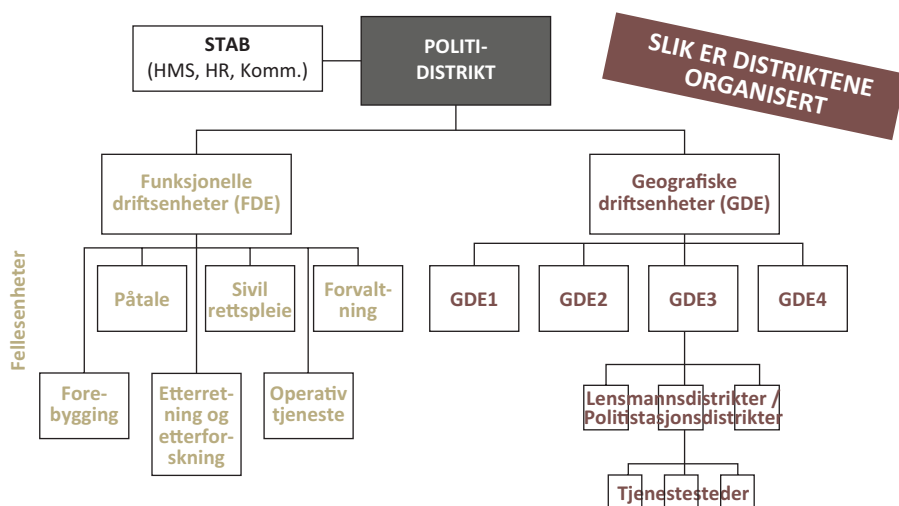 STAB
(HMS, HR, Komm.)
POLITI-
DISTRIKT
SLIK ER DISTRIKTENE
ORGANISERT
Funksjonelle
driftsenheter (FDE)
Geografiske
driftsenheter (GDE)
Fellesenheter
Påtale
Sivil
rettspleie
Forvalt-
ning
GDE1
GDE2
GDE3
GDE4
Fore-
bygging
Etterret-
ning og
etterfor-
skning
Operativ
tjeneste
Lensmannsdistrikter /
Politistasjonsdistrikter
Tjenestesteder